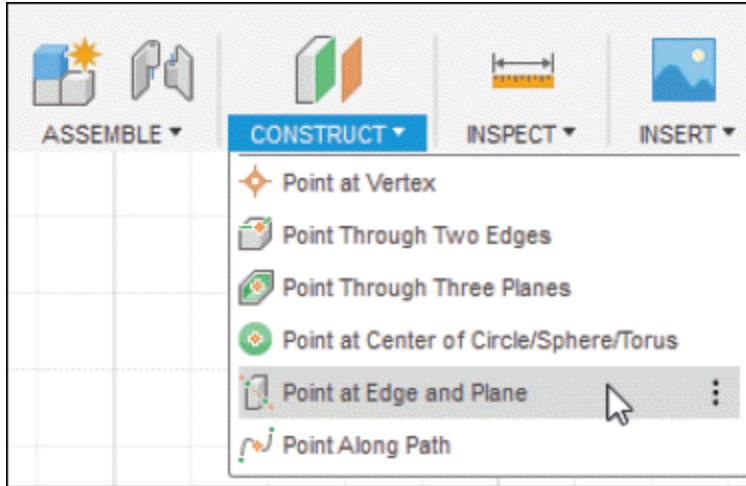 ASSEMBLE CONSTRUCT INSPECT INSERT
Point at Vertex
Point Through Two Edges
Point Through Three Planes
Point at Center of Circle/Sphere/Torus
Point at Edge and Plane
Point Along Path